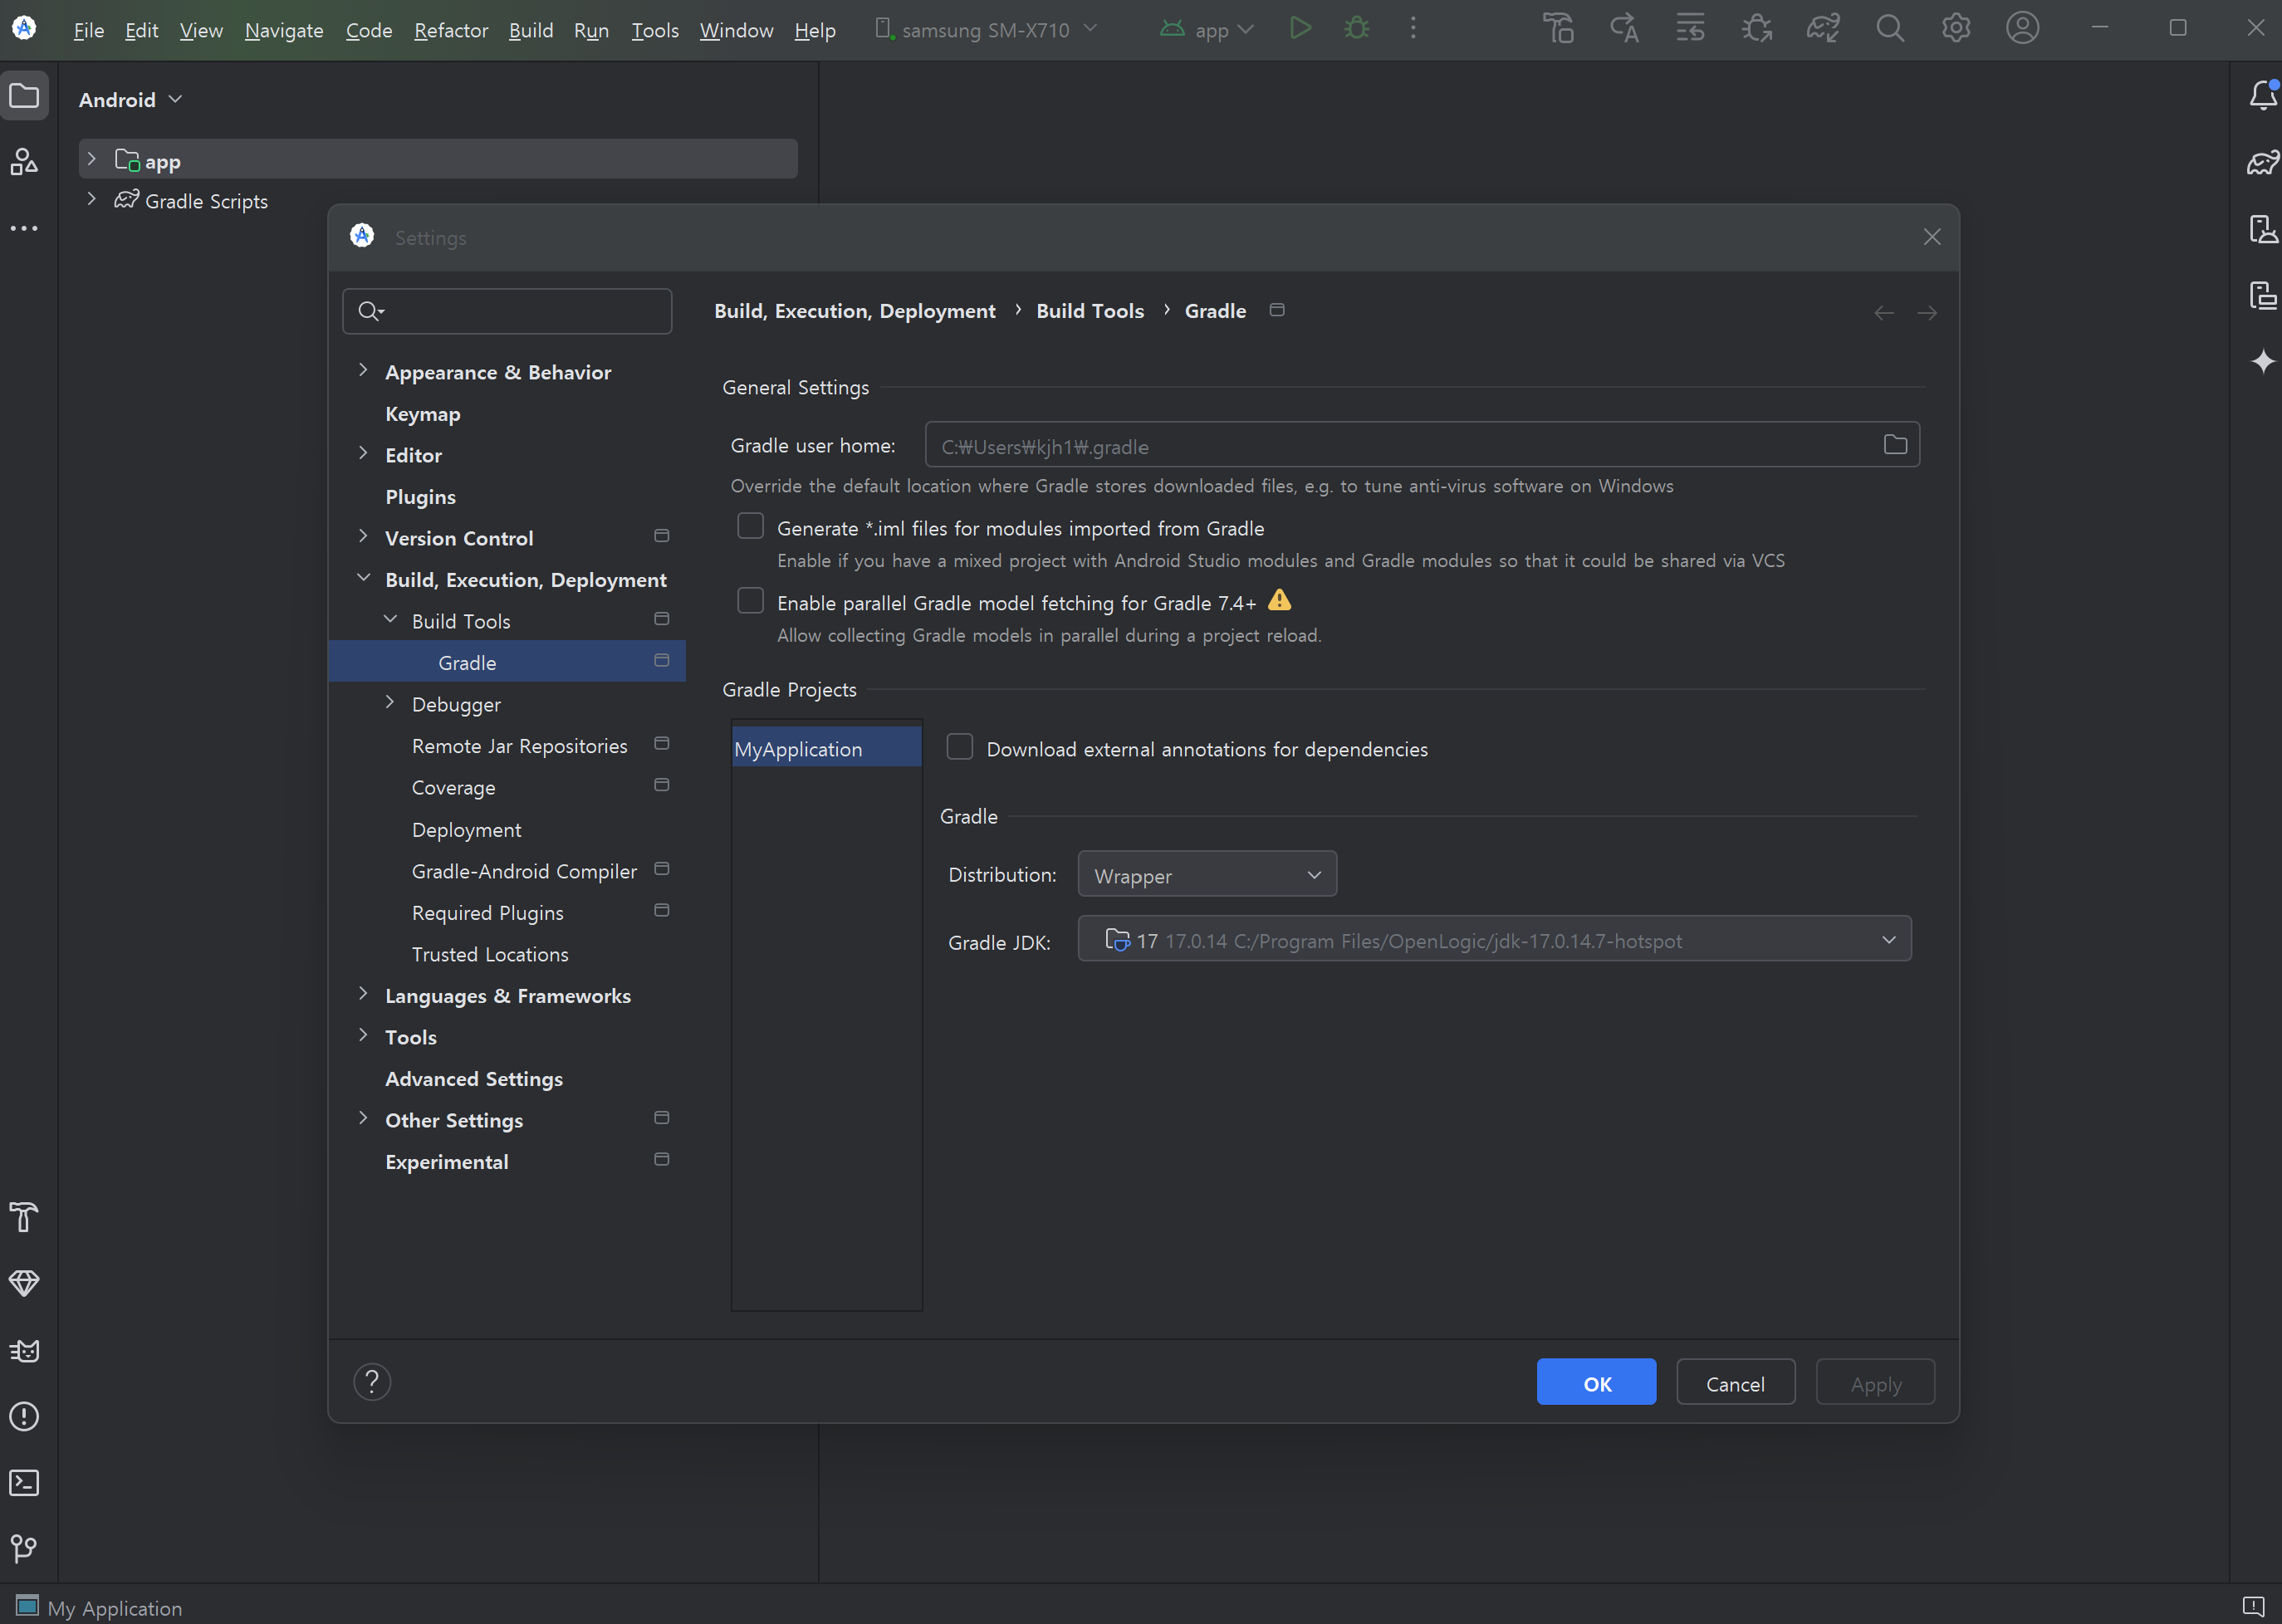 File Edit View Navigate Code Refactor Build Run Tools Window Help samsung SM-X710 app
Android
app
Gradle Scripts
Settings
Build, Execution, Deployment › Build Tools › Gradle
Appearance & Behavior
Keymap
Editor
Plugins
Version Control
Build, Execution, Deployment
Build Tools
Gradle
Debugger
Remote Jar Repositories
Coverage
Deployment
Gradle-Android Compiler
Required Plugins
Trusted Locations
Languages & Frameworks
Tools
Advanced Settings
Other Settings
Experimental
General Settings
Gradle user home: C:₩Users₩kjh1₩.gradle
Override the default location where Gradle stores downloaded files, e.g. to tune anti-virus software on Windows
Generate *.iml files for modules imported from Gradle
Enable if you have a mixed project with Android Studio modules and Gradle modules so that it could be shared via VCS
Enable parallel Gradle model fetching for Gradle 7.4+
Allow collecting Gradle models in parallel during a project reload.
Gradle Projects
MyApplication
Download external annotations for dependencies
Gradle
Distribution: Wrapper
Gradle JDK: 17 17.0.14 C:/Program Files/OpenLogic/jdk-17.0.14.7-hotspot
? OK Cancel Apply
My Application